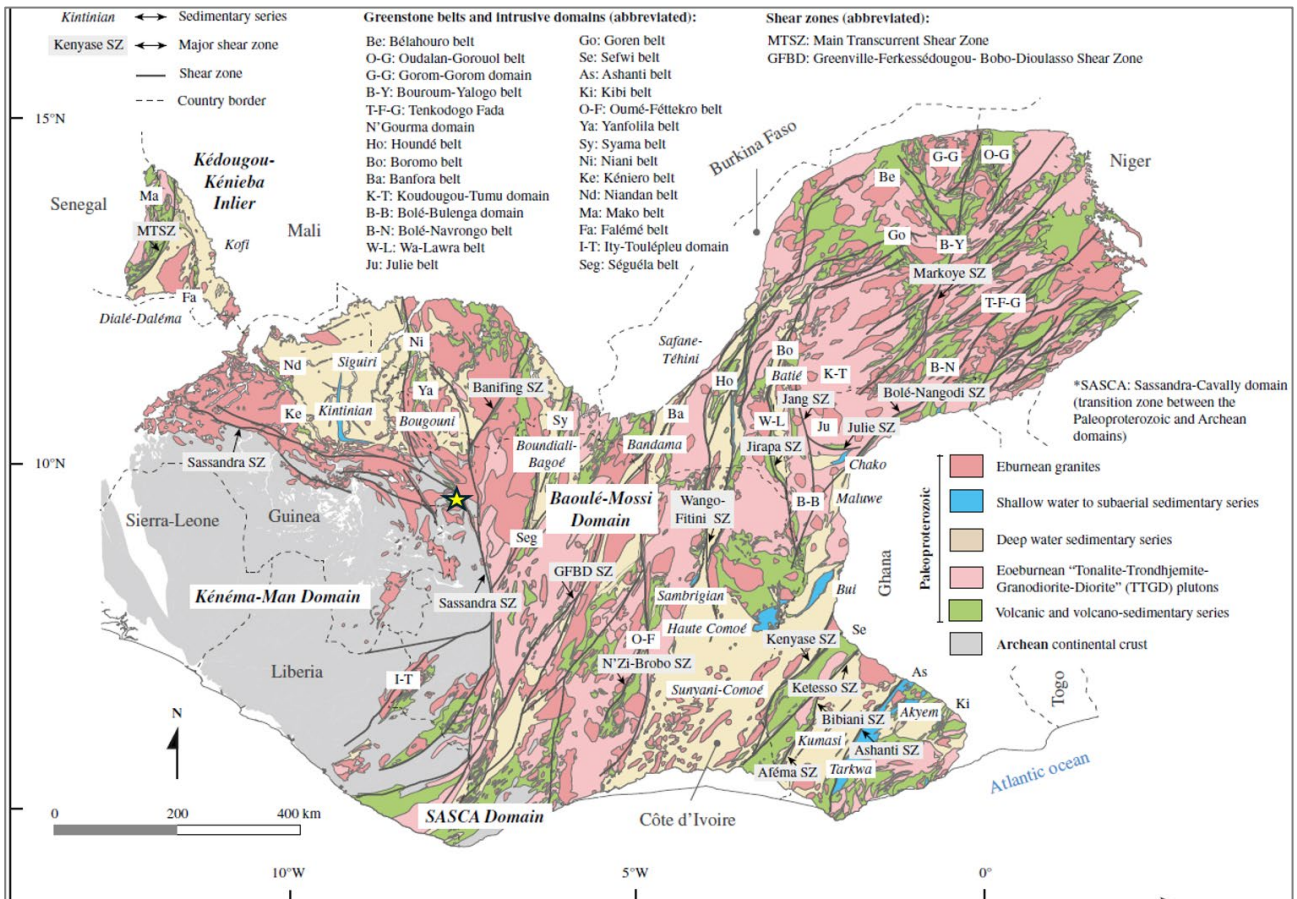 Kintinian
Sedimentary series
Kenyase SZ
Major shear zone
Shear zone
Country border
Greenstone belts and intrusive domains (abbreviated):
Be: Bélahouro belt
O-G: Oudalan-Gorouol belt
G-G: Gorom-Gorom domain
B-Y: Bouroum-Yalogo belt
T-F-G: Tenkodogo Fada
N'Gourma domain
Ho: Houndé belt
Bo: Boromo belt
Ba: Banfora belt
K-T: Koudougou-Tumu domain
B-B: Bolé-Bulenga domain
B-N: Bolé-Navrongo belt
W-L: Wa-Lawra belt
Ju: Julie belt
Go: Goren belt
Se: Sefwi belt
As: Ashanti belt
Ki: Kibi belt
O-F: Oumé-Féttekro belt
Ya: Yanfolila belt
Sy: Syama belt
Ni: Niani belt
Ke: Kéniero belt
Nd: Niandan belt
Ma: Mako belt
Fa: Falémé belt
I-T: Ity-Toulépleu domain
Seg: Séguéla belt
Shear zones (abbreviated):
MTSZ: Main Transcurrent Shear Zone
GFBD: Greenville-Ferkessédougou- Bobo-Dioulasso Shear Zone
15°N
10°N
Kédougou-
Kénieba
Inlier
Senegal
Ma
MTSZ
Kofi
Mali
Fa
Dialé-Daléma
Burkina Faso
Niger
G-G
O-G
Be
Go
B-Y
Markoye SZ
T-F-G
B-N
Bolé-Nangodi SZ
Safane-
Téhini
Bo
Ho
Batié
K-T
Jang SZ
W-L
Ju
Julie SZ
Jirapa SZ
Chako
Maluwe
B-B
Nd
Siguiri
Ni
Ya
Banifing SZ
Ke
Kintinian
Bougouni
Sy
Ba
Boundiali-
Bagoé
Bandama
Sassandra SZ
Sierra-Leone
Guinea
Baoulé-Mossi
Domain
Wango-
Fitini SZ
Seg
GFBD SZ
Kénéma-Man Domain
Sassandra SZ
Sambrigian
Bui
Ghana
Haute Comoé
Kenyase SZ
Se
O-F
N'Zi-Brobo SZ
Liberia
I-T
Sunyani-Comoé
Ketesso SZ
As
Bibiani SZ
Akyem
Ki
Kumasi
Ashanti SZ
Aféma SZ
Tarkwa
Togo
Atlantic ocean
SASCA Domain
Côte d'Ivoire
N
0
200
400 km
10°W
5°W
0°
*SASCA: Sassandra-Cavally domain
(transition zone between the
Paleoproterozoic and Archean
domains)
Paleoproterozoic
Eburnean granites
Shallow water to subaerial sedimentary series
Deep water sedimentary series
Eoeburnean "Tonalite-Trondhjemite-
Granodiorite-Diorite" (TTGD) plutons
Volcanic and volcano-sedimentary series
Archean continental crust